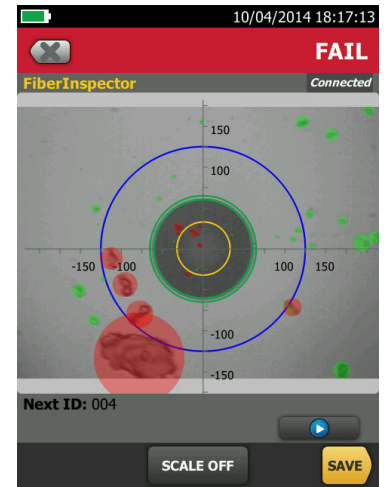 10/04/2014 18:17:13
FAIL
FiberInspector Connected
150
100
-150 -100 100 150
-100
-150
Next ID: 004
SCALE OFF SAVE